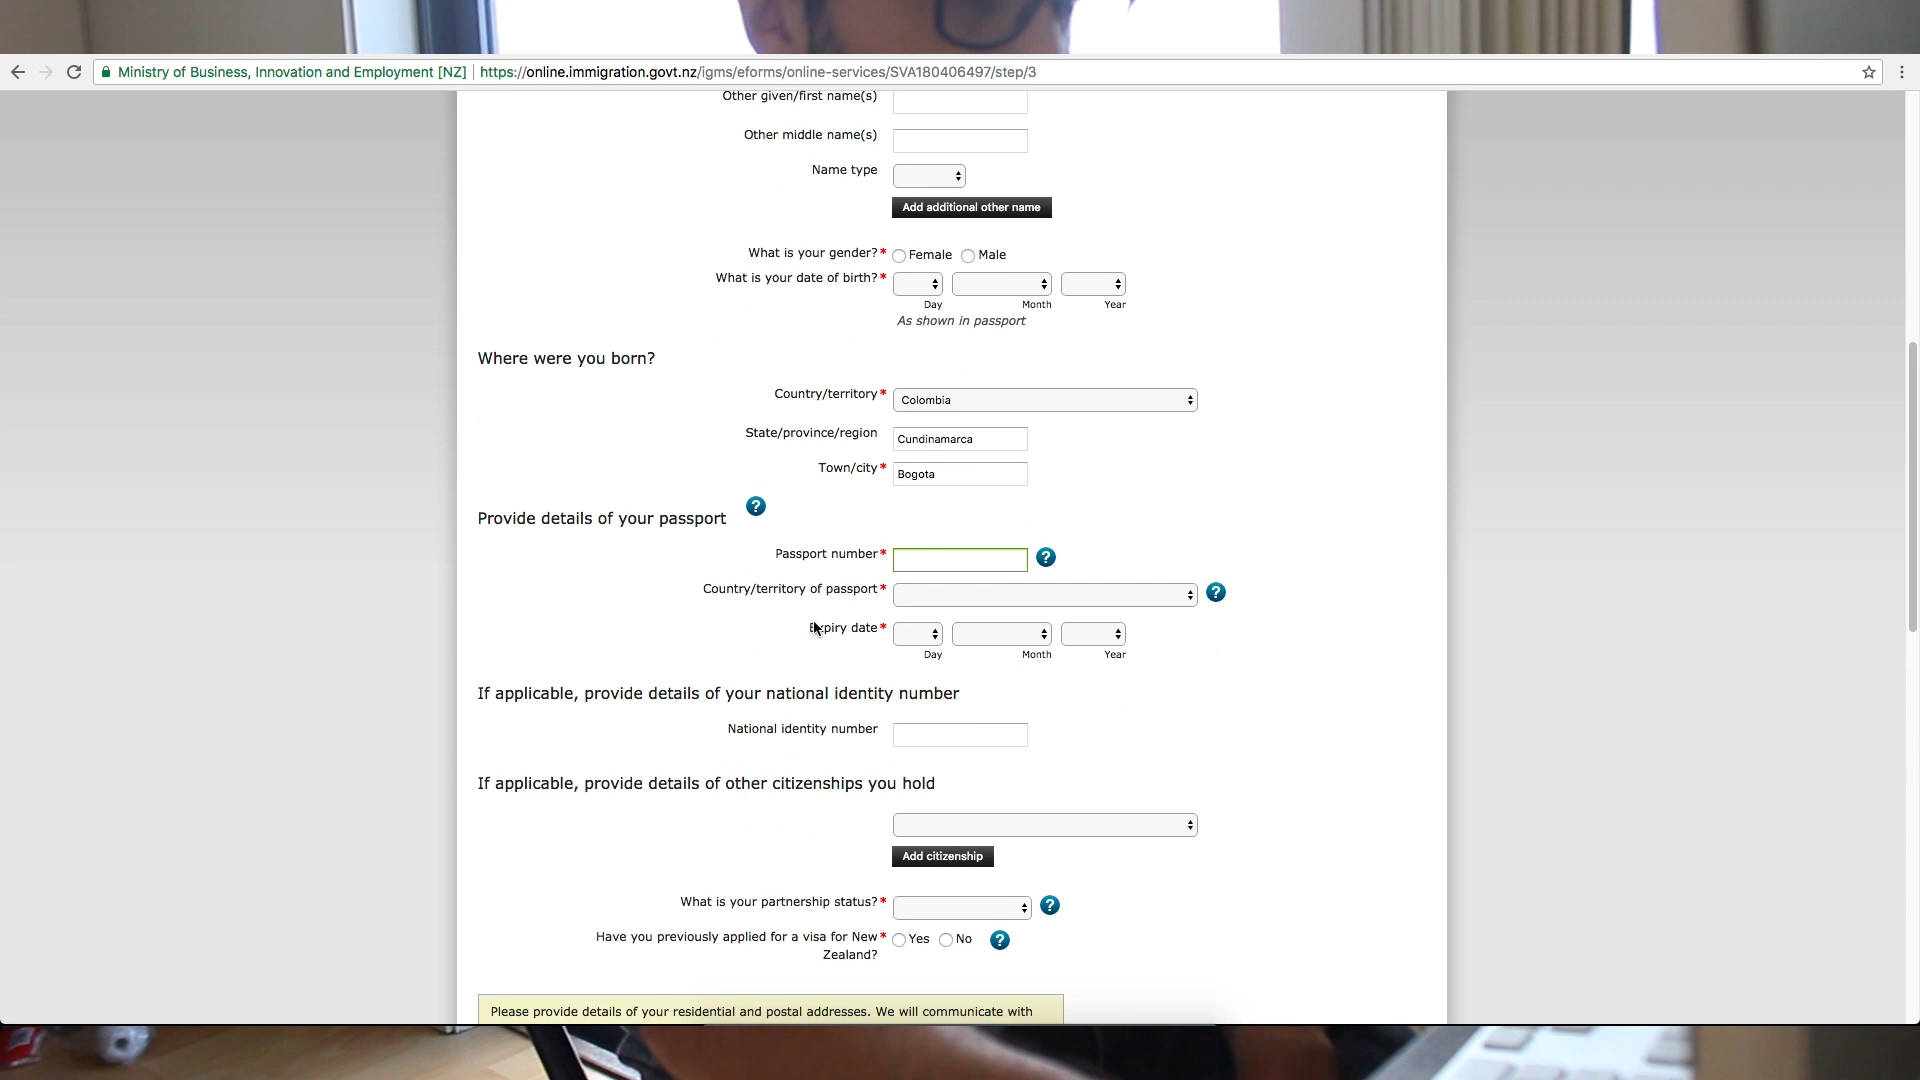 Ministry of Business, Innovation and Employment [NZ] https://online.immigration.govt.nz/igms/eforms/online-services/SVA180406497/step/3
Other given/first name(s)
Other middle name(s)
Name type
Add additional other name
What is your gender?* Female Male
What is your date of birth?*
Day Month Year
As shown in passport
Where were you born?
Country/territory* Colombia
State/province/region Cundinamarca
Town/city* Bogota
Provide details of your passport ?
Passport number* ?
Country/territory of passport* ?
Expiry date*
Day Month Year
If applicable, provide details of your national identity number
National identity number
If applicable, provide details of other citizenships you hold
Add citizenship
What is your partnership status?* ?
Have you previously applied for a visa for New* Yes No ?
Zealand?
Please provide details of your residential and postal addresses. We will communicate with